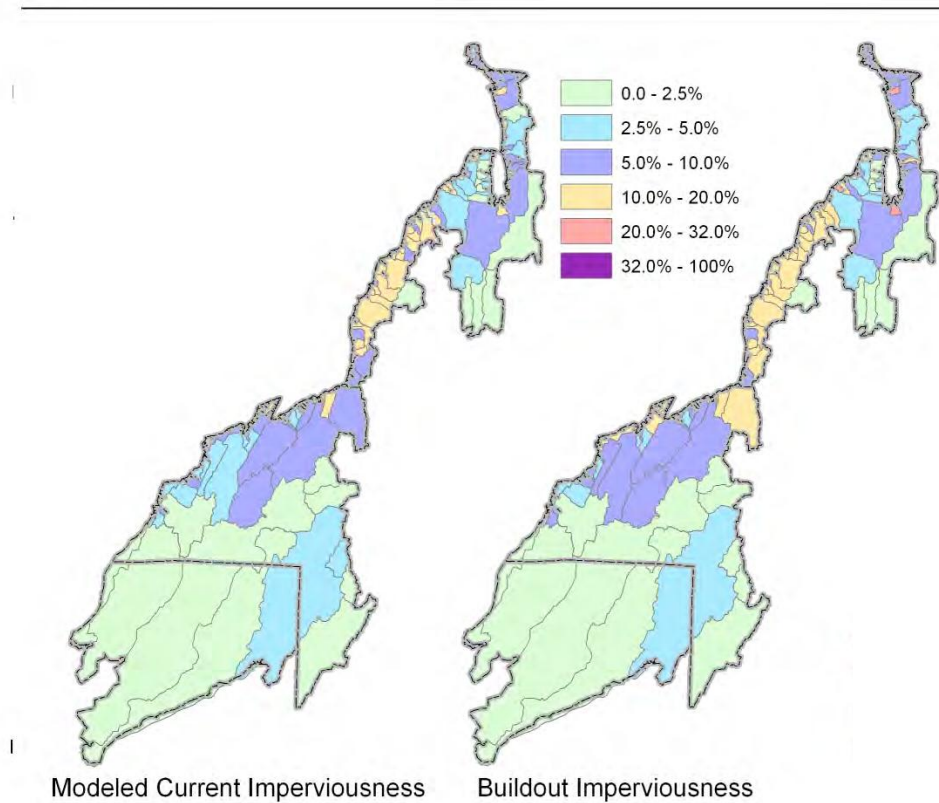 0.0 - 2.5%
2.5% - 5.0%
5.0% - 10.0%
10.0% - 20.0%
20.0% - 32.0%
32.0% - 100%
Modeled Current Imperviousness
Buildout Imperviousness